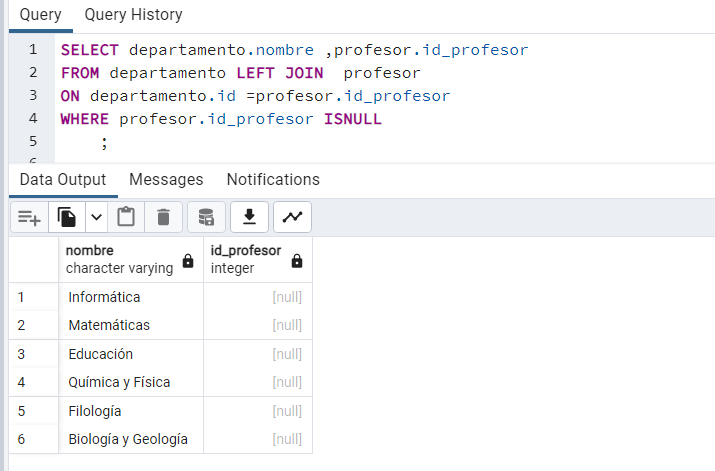 Query Query History
1 SELECT departamento.nombre ,profesor.id_profesor
2 FROM departamento LEFT JOIN  profesor
3 ON departamento.id =profesor.id_profesor
4 WHERE profesor.id_profesor ISNULL
5 ;
6
Data Output Messages Notifications
nombre id_profesor
character varying integer
1 Informática [null]
2 Matemáticas [null]
3 Educación [null]
4 Química y Física [null]
5 Filología [null]
6 Biología y Geología [null]